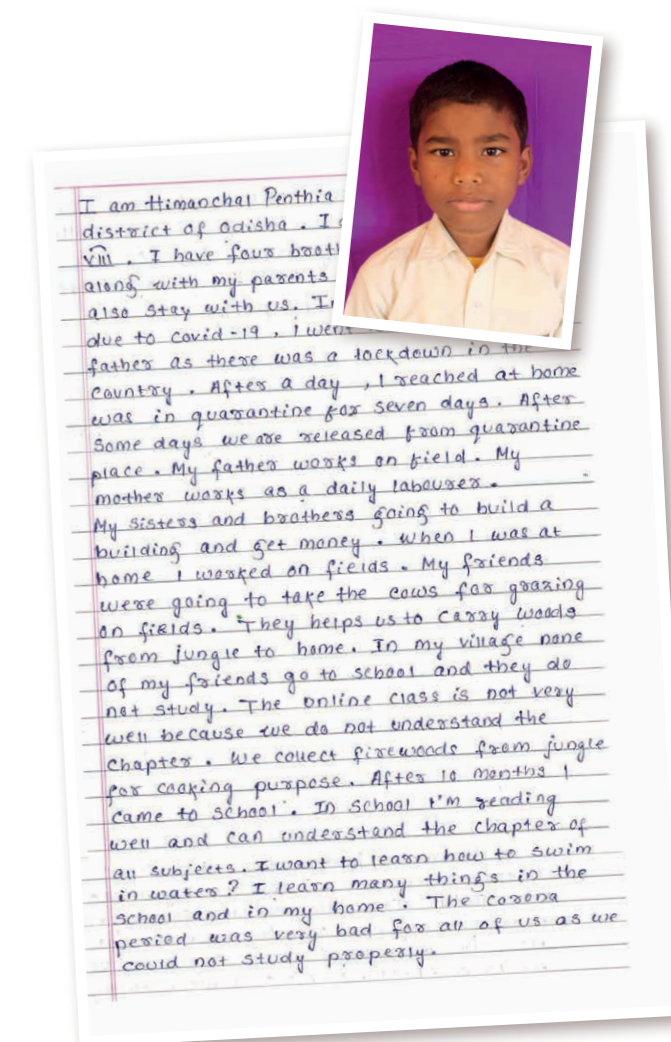 I am Himanchal Penthia
district of Odisha. I
VIII. I have four
along with my parents
also stay with us.
due to covid-19, i went
father as there was a lockdown in the
country. After a day, I reached at home
was in quarantine for seven days. After
some days we are released from quarantine
place. My father works on field. My
mother works as a daily labourer.
My sisters and brothers going to build a
building and get money. When I was at
home I worked on fields. My friends
were going to take the cows for grazing
on fields. They helps us to carry woods
from jungle to home. In my village none
of my friends go to school and they do
not study. The online class is not very
well because we do not understand the
chapter. We collect firewoods from jungle
for cooking purpose. After 10 months I
came to school. In school I'm reading
well and can understand the chapter of
all subjects. I want to learn how to swim
in water? I learn many things in the
school and in my home. The corona
period was very bad for all of us as we
could not study properly.